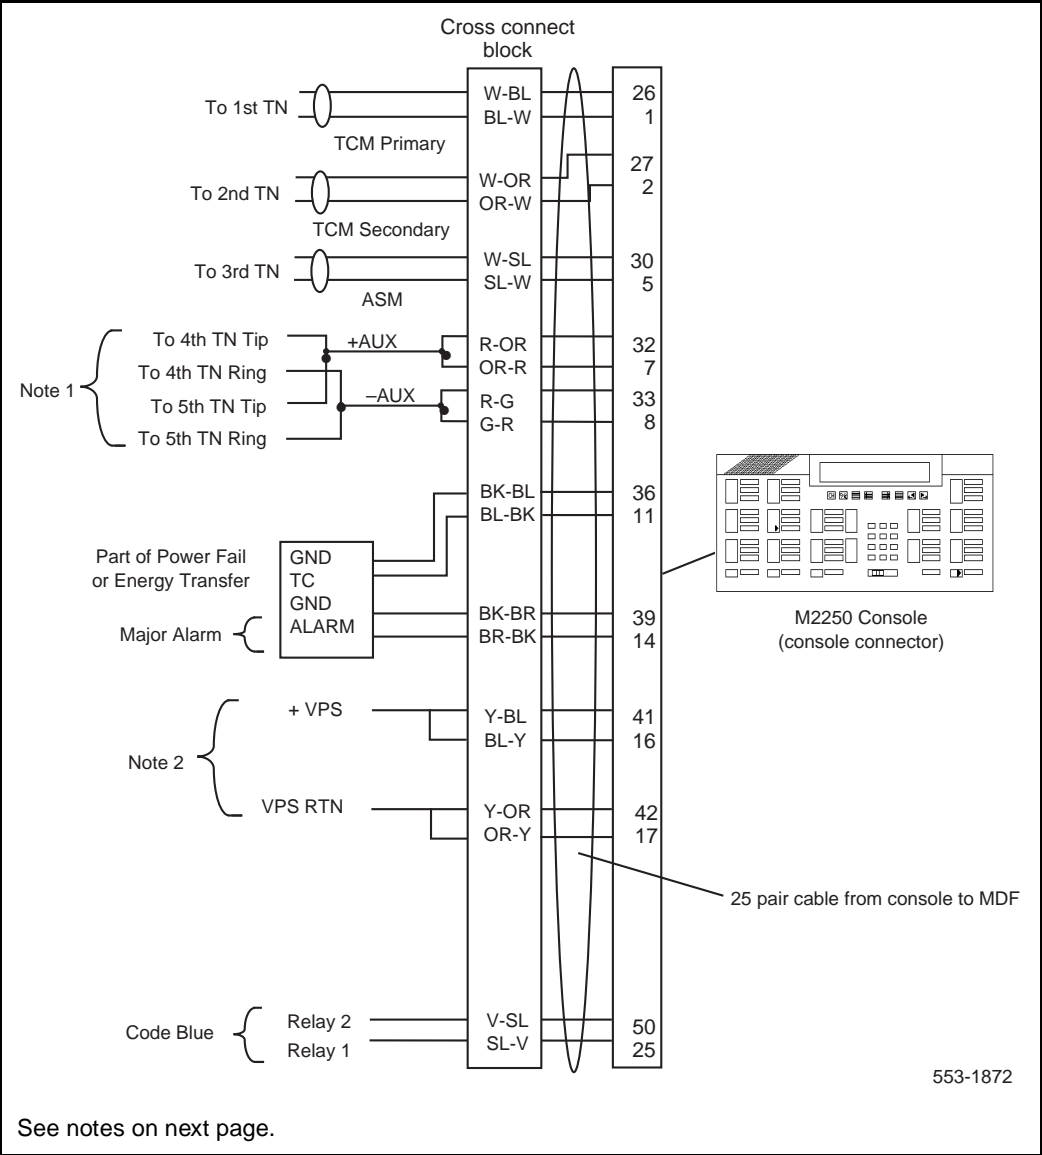 Cross connect
block
To 1st TN
W-BL
26
BL-W
1
TCM Primary
To 2nd TN
W-OR
27
OR-W
2
TCM Secondary
To 3rd TN
W-SL
30
SL-W
5
ASM
Note 1
To 4th TN Tip
+AUX
R-OR
32
To 4th TN Ring
OR-R
7
To 5th TN Tip
–AUX
R-G
33
To 5th TN Ring
G-R
8
BK-BL
36
BL-BK
11
Part of Power Fail
or Energy Transfer
GND
TC
GND
ALARM
Major Alarm
BK-BR
39
BR-BK
14
M2250 Console
(console connector)
Note 2
+ VPS
Y-BL
41
BL-Y
16
VPS RTN
Y-OR
42
OR-Y
17
25 pair cable from console to MDF
Code Blue
Relay 2
V-SL
50
Relay 1
SL-V
25
553-1872
See notes on next page.